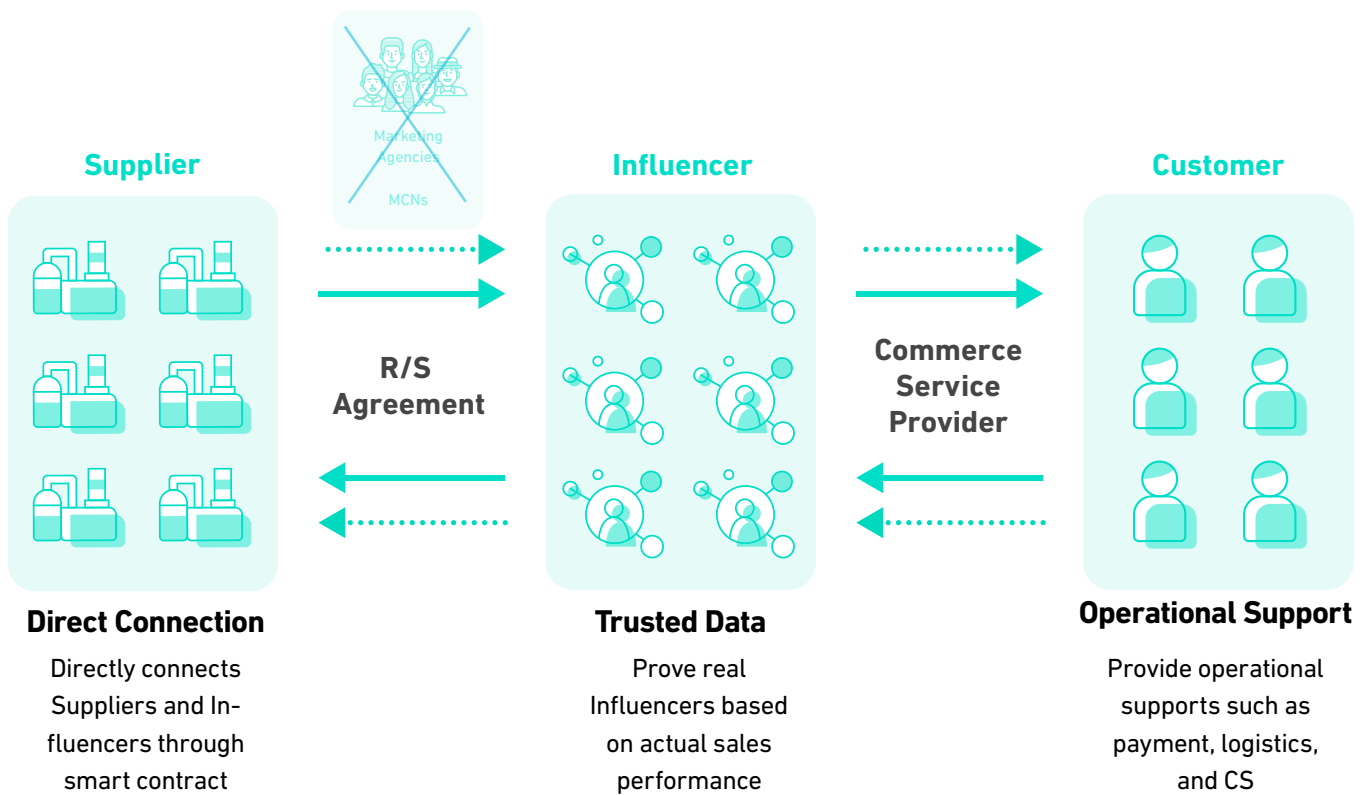 Marketing
Agencies
MCNs
Supplier
Influencer
Customer
R/S
Agreement
Commerce
Service
Provider
Direct Connection
Directly connects
Suppliers and In-
fluencers through
smart contract
Trusted Data
Prove real
Influencers based
on actual sales
performance
Operational Support
Provide operational
supports such as
payment, logistics,
and CS